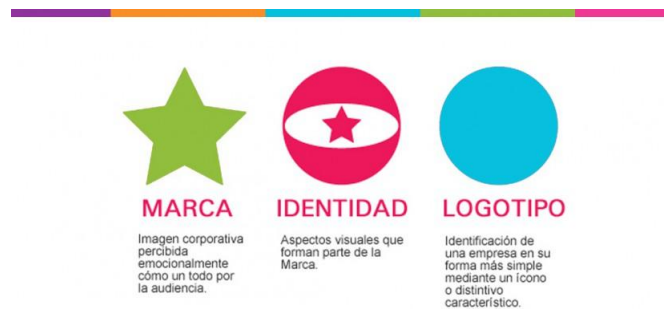 MARCA
Imagen corporativa
percibida
emocionalmente
cómo un todo por
la audiencia.
IDENTIDAD
Aspectos visuales que
forman parte de la
Marca.
LOGOTIPO
Identificación de
una empresa en su
forma más simple
mediante un ícono
o distintivo
característico.